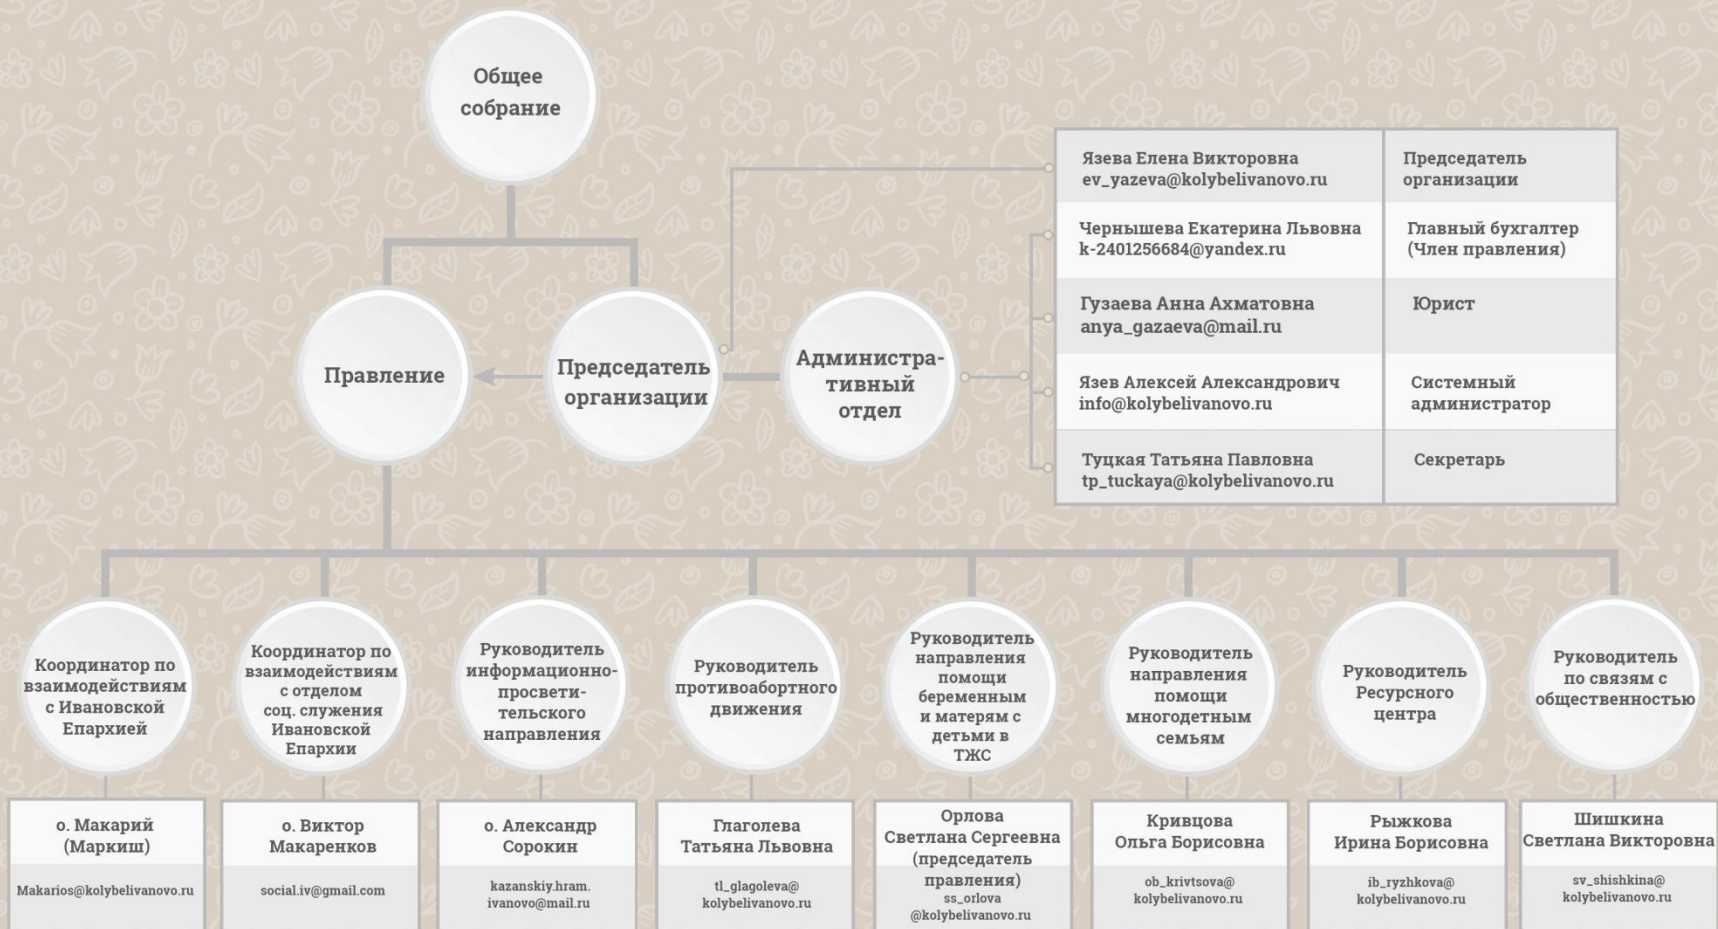 Общее
собрание
Правление
Председатель
организации
Администра-
тивный
отдел
Язева Елена Викторовна
ev_yazeva@kolybelivanovo.ru
Председатель
организации
Чернышева Екатерина Львовна
k-2401256684@yandex.ru
Главный бухгалтер
(Член правления)
Гузаева Анна Ахматовна
anya_gazaeva@mail.ru
Юрист
Язев Алексей Александрович
info@kolybelivanovo.ru
Системный
администратор
Туцкая Татьяна Павловна
tp_tuckaya@kolybelivanovo.ru
Секретарь
Координатор по
взаимодействиям
с Ивановской
Епархией
о. Макарий
(Маркиш)
Makarios@kolybelivanovo.ru
Координатор по
взаимодействиям
с отделом
соц. служения
Ивановской
Епархии
о. Виктор
Макаренков
social.iv@gmail.com
Руководитель
информационно-
просвети-
тельского
направления
о. Александр
Сорокин
kazanskiy.hram.
ivanovo@mail.ru
Руководитель
противоабортного
движения
Глаголева
Татьяна Львовна
tl_glagoleva@
kolybelivanovo.ru
Руководитель
направления
помощи
беременным
и матерям с
детьми в
ТЖС
Орлова
Светлана Сергеевна
(председатель
правления)
ss_orlova
@kolybelivanovo.ru
Руководитель
направления
помощи
многодетным
семьям
Кривцова
Ольга Борисовна
ob_krivtsova@
kolybelivanovo.ru
Руководитель
Ресурсного
центра
Рыжкова
Ирина Борисовна
ib_ryzhkova@
kolybelivanovo.ru
Руководитель
по связям с
общественностью
Шишкина
Светлана Викторовна
sv_shishkina@
kolybelivanovo.ru